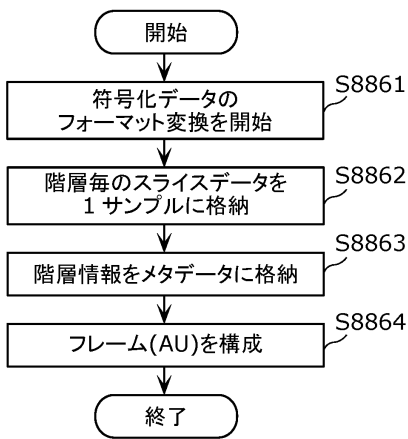 開始
S8861
符号化データの
フォーマット変換を開始
S8862
階層毎のスライスデータを
1サンプルに格納
S8863
階層情報をメタデータに格納
S8864
フレーム(AU)を構成
終了